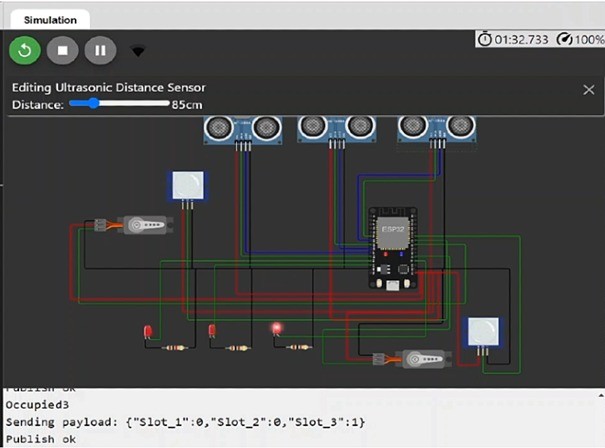 Simulation
01:32.733 100%
Editing Ultrasonic Distance Sensor
Distance: 85cm
ESP32
Publish ok
Occupied3
Sending payload: {"Slot_1":0,"Slot_2":0,"Slot_3":1}
Publish ok